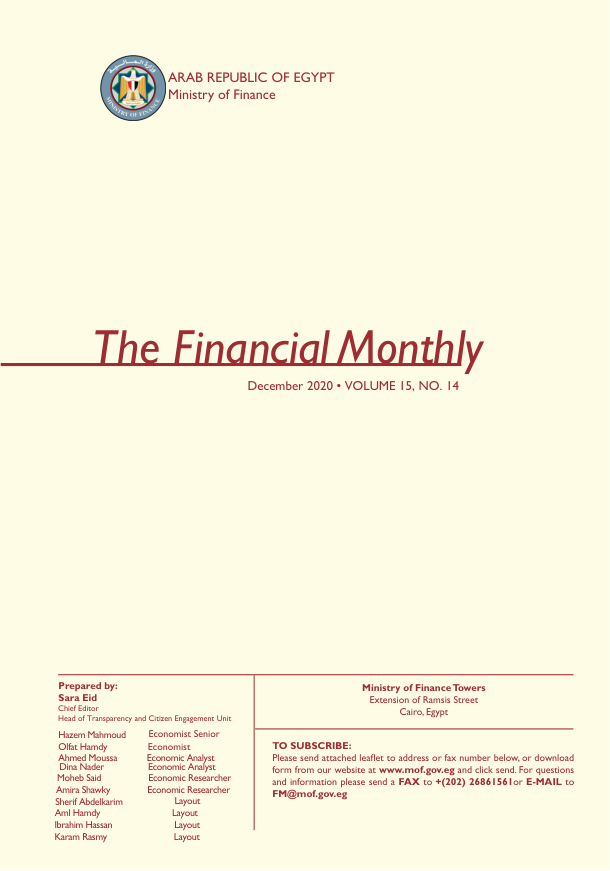 وزارة المالية
MINISTRY OF FINANCE
ARAB REPUBLIC OF EGYPT
Ministry of Finance
The Financial Monthly
December 2020 • VOLUME 15, NO. 14
Prepared by:
Sara Eid
Chief Editor
Head of Transparency and Citizen Engagement Unit
Hazem Mahmoud Economist Senior
Olfat Hamdy Economist
Ahmed Moussa Economic Analyst
Dina Nader Economic Analyst
Moheb Said Economic Researcher
Amira Shawky Economic Researcher
Sherif Abdelkarim Layout
Aml Hamdy Layout
Ibrahim Hassan Layout
Karam Rasmy Layout
Ministry of Finance Towers
Extension of Ramsis Street
Cairo, Egypt
TO SUBSCRIBE:
Please send attached leaflet to address or fax number below, or download
form from our website at www.mof.gov.eg and click send. For questions
and information please send a FAX to +(202) 26861561or E-MAIL to
FM@mof.gov.eg